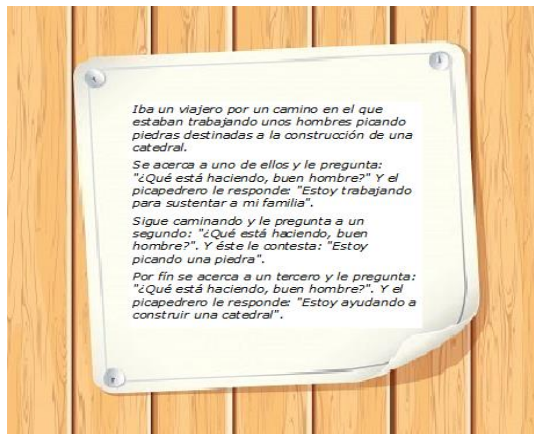 Iba un viajero por un camino en el que
estaban trabajando unos hombres picando
piedras destinadas a la construcción de una
catedral.
Se acerca a uno de ellos y le pregunta:
"¿Qué está haciendo, buen hombre?" Y el
picapedrero le responde: "Estoy trabajando
para sustentar a mi familia".
Sigue caminando y le pregunta a un
segundo: "¿Qué está haciendo, buen
hombre?". Y éste le contesta: "Estoy
picando una piedra".
Por fín se acerca a un tercero y le pregunta:
"¿Qué está haciendo, buen hombre?". Y el
picapedrero le responde: "Estoy ayudando a
construir una catedral".